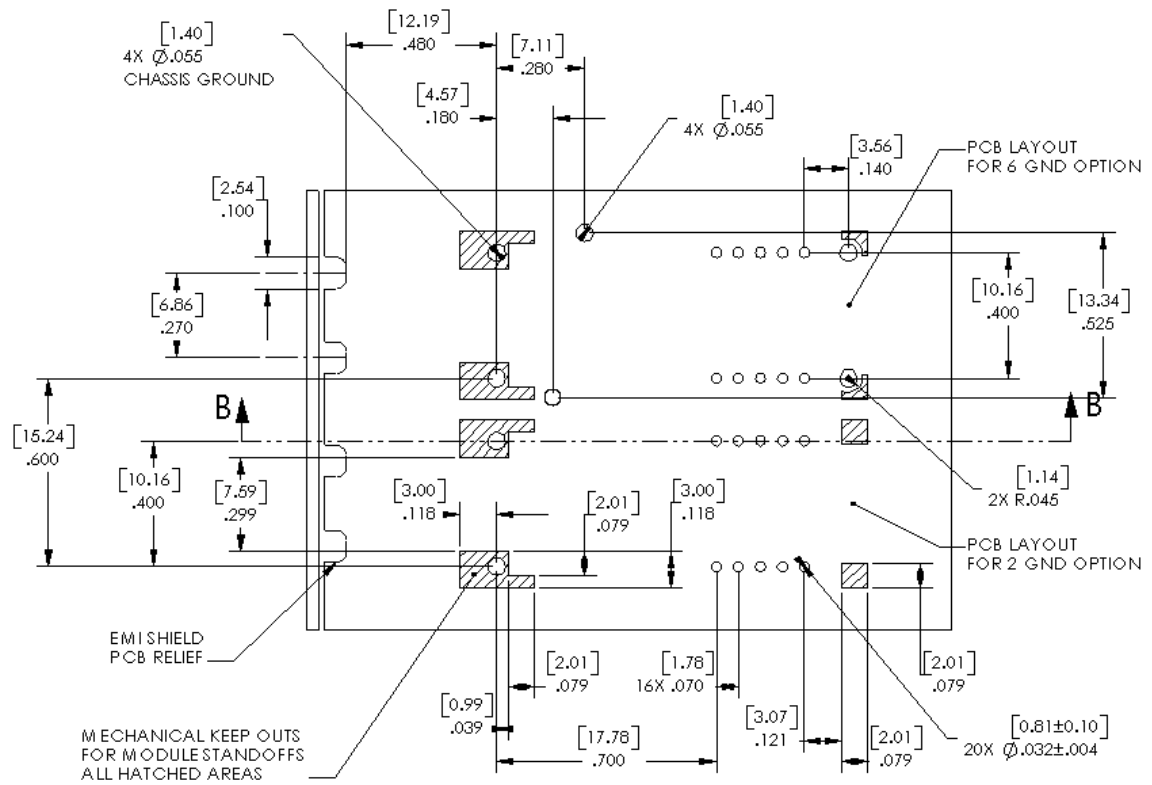 [12.19]
.480
[1.40]
4X Ø.055
CHASSIS GROUND
[7.11]
.280
[4.57]
.180
[1.40]
4X Ø.055
[3.56]
.140
PCB LAYOUT
FOR 6 GND OPTION
[2.54]
.100
[6.86]
.270
[10.16]
.400
[13.34]
.525
B
B
[15.24]
.600
[10.16]
.400
[7.59]
.299
[3.00]
.118
[2.01]
.079
[3.00]
.118
[1.14]
2X R.045
PCB LAYOUT
FOR 2 GND OPTION
EMI SHIELD
PCB RELIEF
[2.01]
.079
[1.78]
16X .070
[2.01]
.079
[0.99]
.039
[3.07]
.121
[0.81±0.10]
20X Ø.032±.004
MECHANICAL KEEP OUTS
FOR MODULE STANDOFFS
ALL HATCHED AREAS
[17.78]
.700
[2.01]
.079